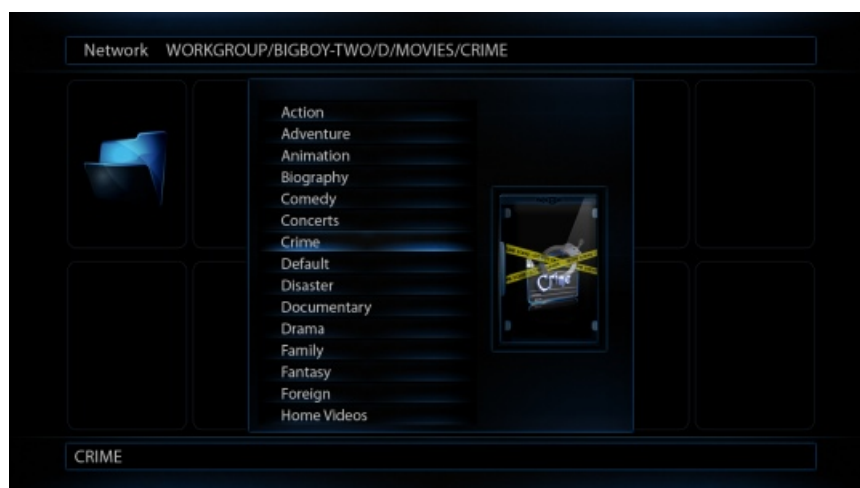 Network WORKGROUP/BIGBOY-TWO/D/MOVIES/CRIME
Action
Adventure
Animation
Biography
Comedy
Concerts
Crime
Default
Disaster
Documentary
Drama
Family
Fantasy
Foreign
Home Videos
Crime
CRIME